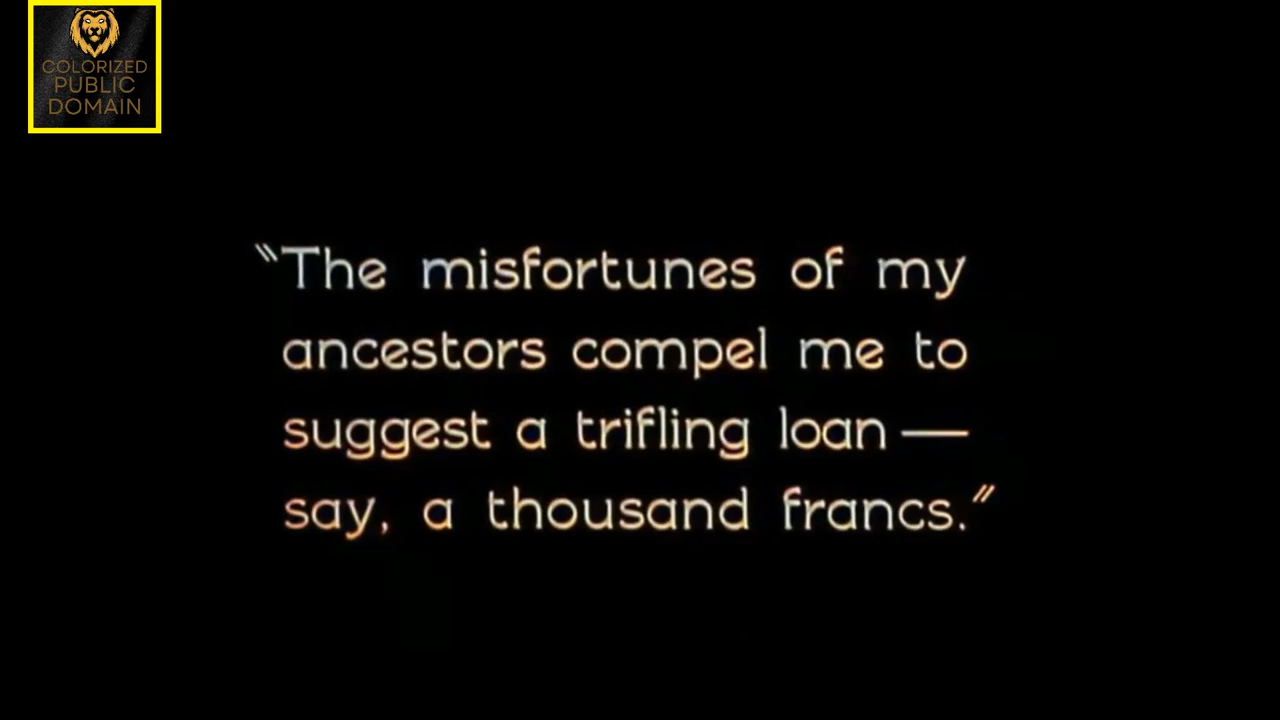 COLORIZED
PUBLIC
DOMAIN
"The misfortunes of my
ancestors compel me to
suggest a trifling loan —
say, a thousand francs."